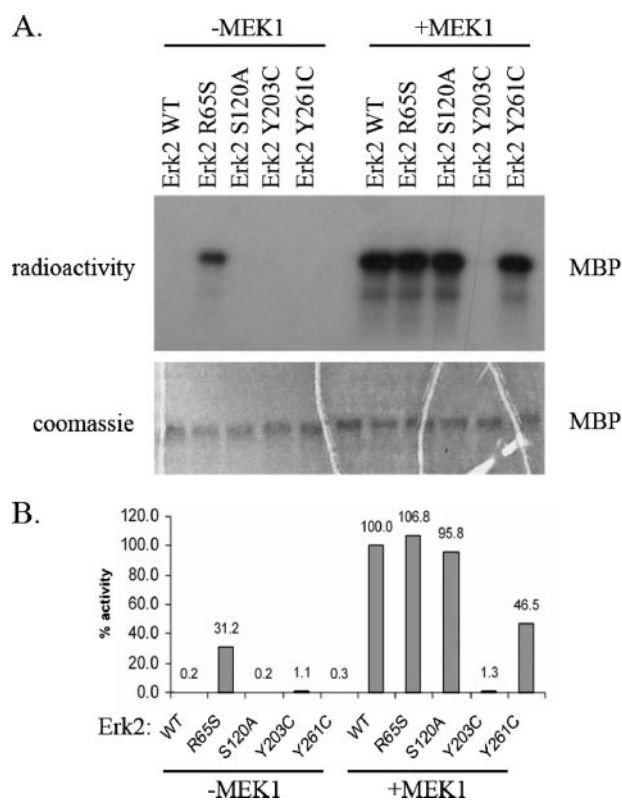 A.
-MEK1 +MEK1
Erk2 WT
Erk2 R65S
Erk2 S120A
Erk2 Y203C
Erk2 Y261C
Erk2 WT
Erk2 R65S
Erk2 S120A
Erk2 Y203C
Erk2 Y261C
radioactivity MBP
coomassie MBP
B.
% activity
120.0
100.0
80.0
60.0
40.0
20.0
0.0
0.2 31.2 0.2 1.1 0.3 100.0 106.8 95.8 1.3 46.5
Erk2: WT R65S S120A Y203C Y261C WT R65S S120A Y203C Y261C
-MEK1 +MEK1